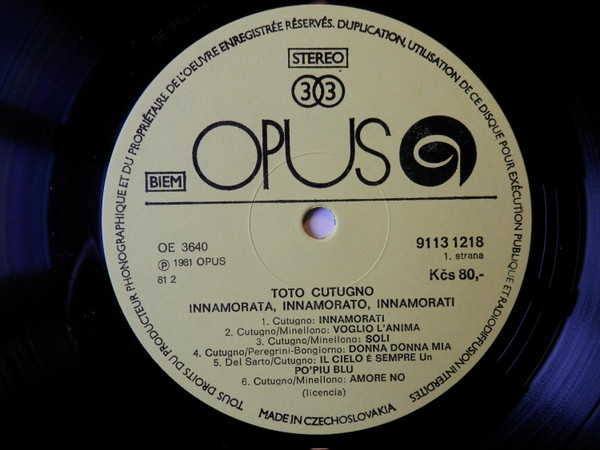 TOUS DROITS DU PRODUCTEUR PHONOGRAPHIQUE ET DU PROPRIÉTAIRE DE L'OEUVRE ENREGISTRÉE RÉSERVÉS. DUPLICATION, UTILISATION DE CE DISQUE POUR EXÉCUTION PUBLIQUE ET RADIODIFFUSION INTERDITES
STEREO
33
OPUS
BIEM
OE 3640
℗ 1981 OPUS
81 2
9113 1218
1. strana
Kčs 80,-
TOTO CUTUGNO
INNAMORATA, INNAMORATO, INNAMORATI
1. Cutugno: INNAMORATI
2. Cutugno/Minellono: VOGLIO L'ANIMA
3. Cutugno/Minellono: SOLI
4. Cutugno/Peregrini-Bongiorno: DONNA DONNA MIA
5. Del Sarto/Cutugno: IL CIELO É SEMPRE Un
PO'PIU BLU
6. Cutugno/Minellono: AMORE NO
(licencia)
MADE IN CZECHOSLOVAKIA